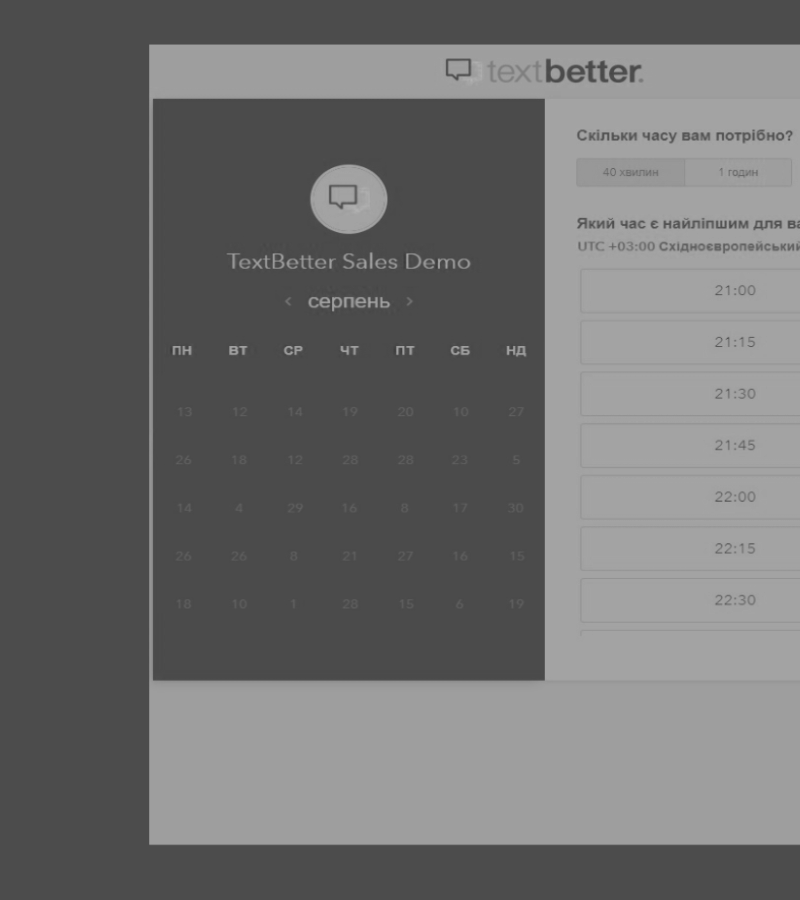 textbetter.
TextBetter Sales Demo
серпень
ПН ВТ СР ЧТ ПТ СБ НД
13 12 14 19 20 10 27
26 18 12 28 28 23 5
14 4 29 16 8 17 30
26 26 8 21 27 16 15
18 10 1 28 15 6 19
Скільки часу вам потрібно?
40 хвилин 1 годин
Який час є найліпшим для ва
UTC +03:00 Східноєвропейський
21:00
21:15
21:30
21:45
22:00
22:15
22:30